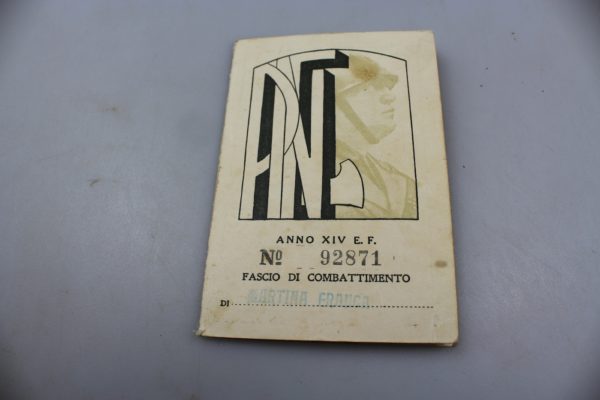 PNF
ANNO XIV E. F.
Nº 92871
FASCIO DI COMBATTIMENTO
DI MARTINA FRANCA